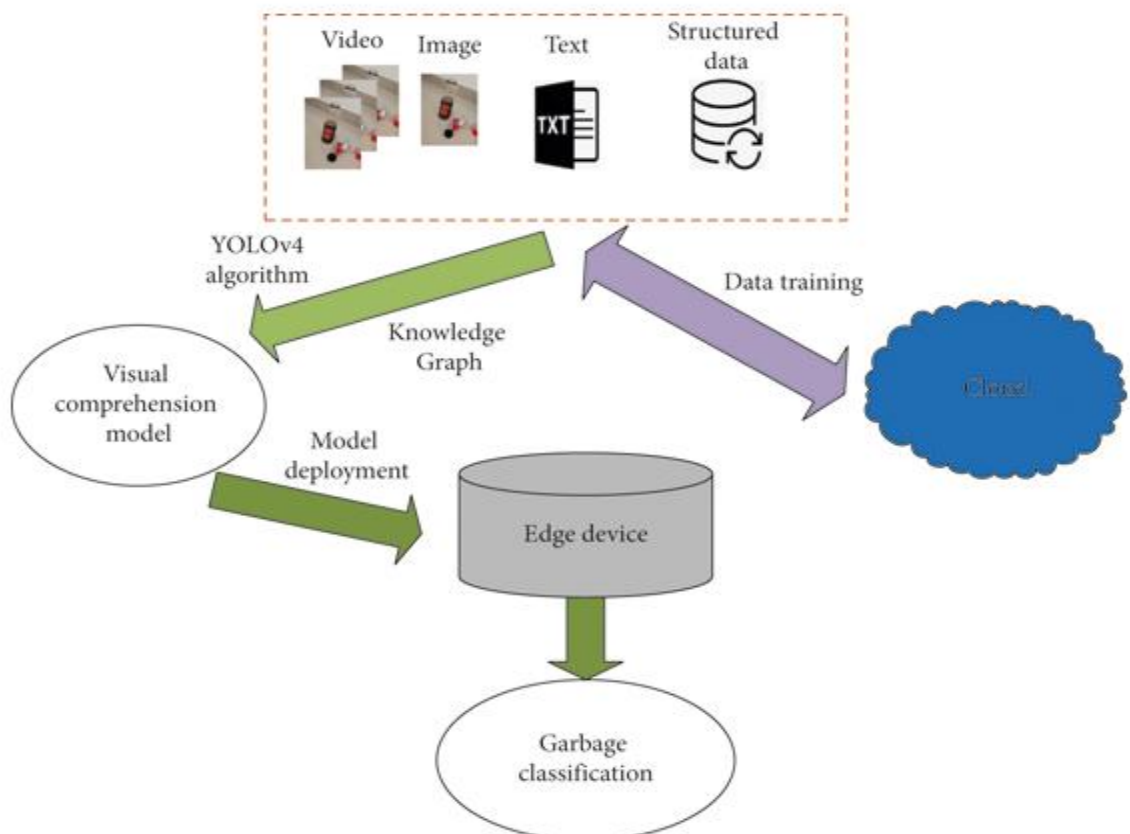 Video
Image
Text
Structured
data
TXT
YOLOv4
algorithm
Data training
Knowledge
Graph
Cloud
Visual
comprehension
model
Model
deployment
Edge device
Garbage
classification